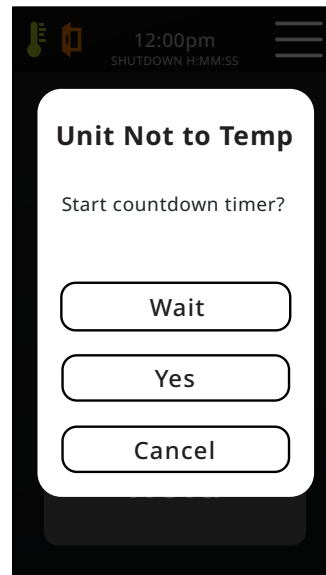 12:00pm
SHUTDOWN H:MM:SS
Unit Not to Temp
Start countdown timer?
Wait
Yes
Cancel